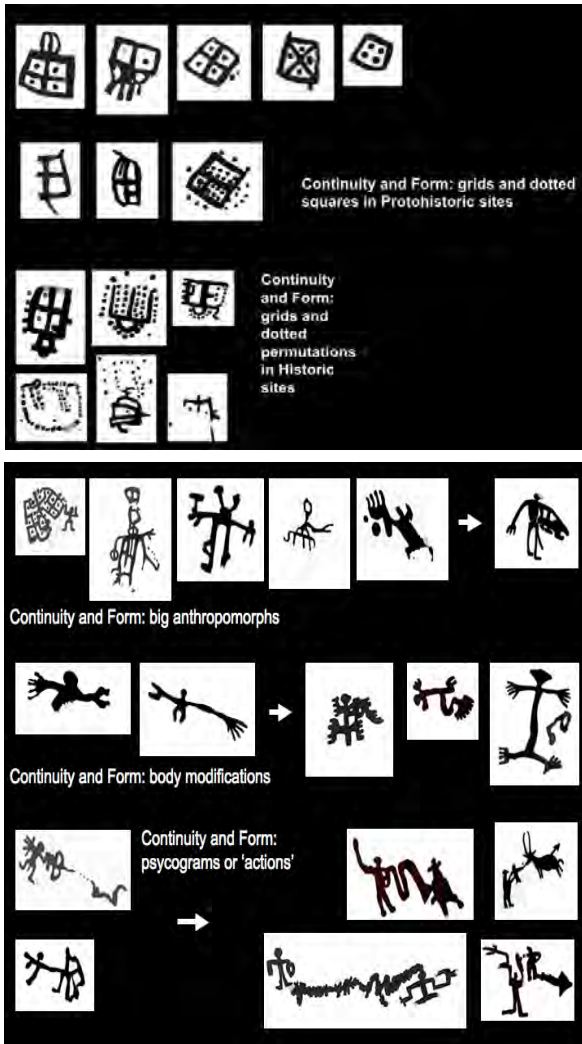 Continuity and Form: grids and dotted
squares in Protohistoric sites
Continuity
and Form:
grids and
dotted
permutations
in Historic
sites
Continuity and Form: big anthropomorphs
Continuity and Form: body modifications
Continuity and Form:
psycograms or 'actions'